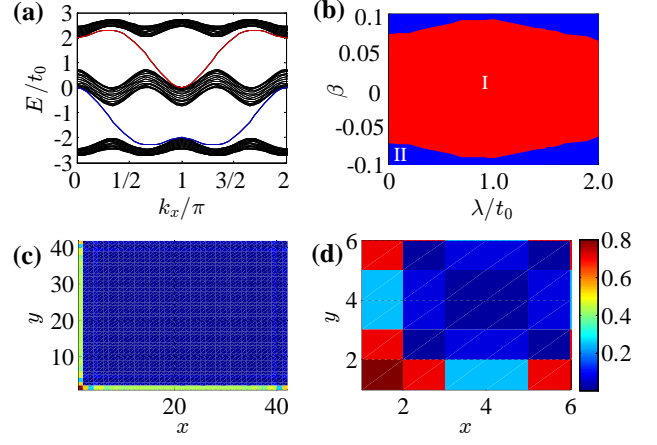 (a)
3
2
1
0
-1
-2
-3
E/t₀
0 1/2 1 3/2 2
kₓ/π
(b)
0.1
0.05
0
-0.05
-0.1
β
I
II
0 1.0 2.0
λ/t₀
(c)
40
30
20
10
y
20 40
x
(d)
6
4
2
y
2 4 6
x
0.8
0.6
0.4
0.2